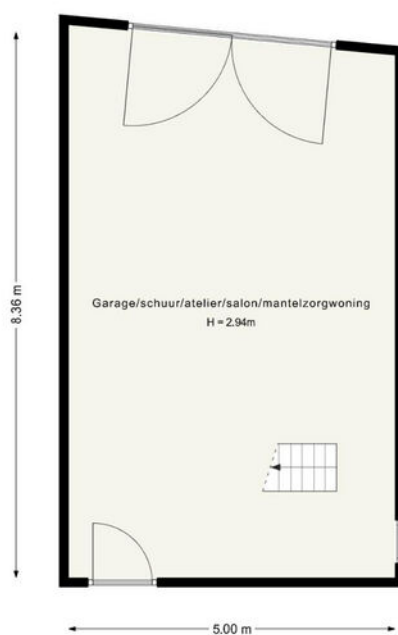 8.36 m
Garage/schuur/atelier/salon/mantelzorgwoning
H = 2.94m
5.00 m